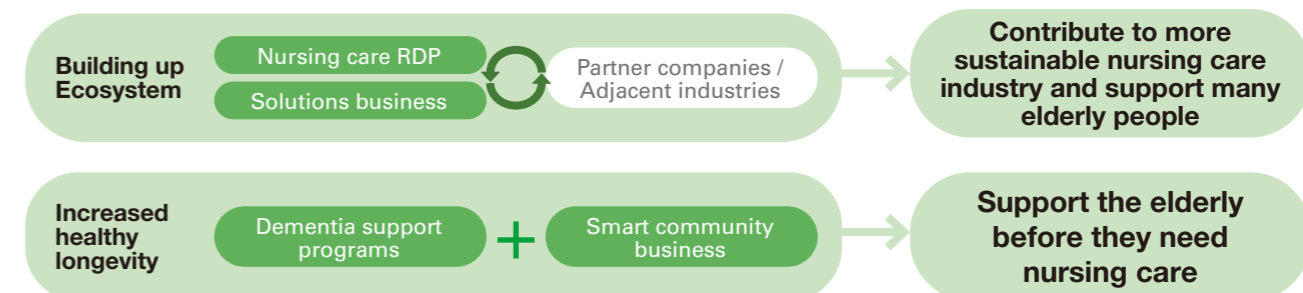 Building up
Ecosystem
Nursing care RDP
Solutions business
Partner companies /
Adjacent industries
Contribute to more
sustainable nursing care
industry and support many
elderly people
Increased
healthy
longevity
Dementia support
programs
+
Smart community
business
Support the elderly
before they need
nursing care